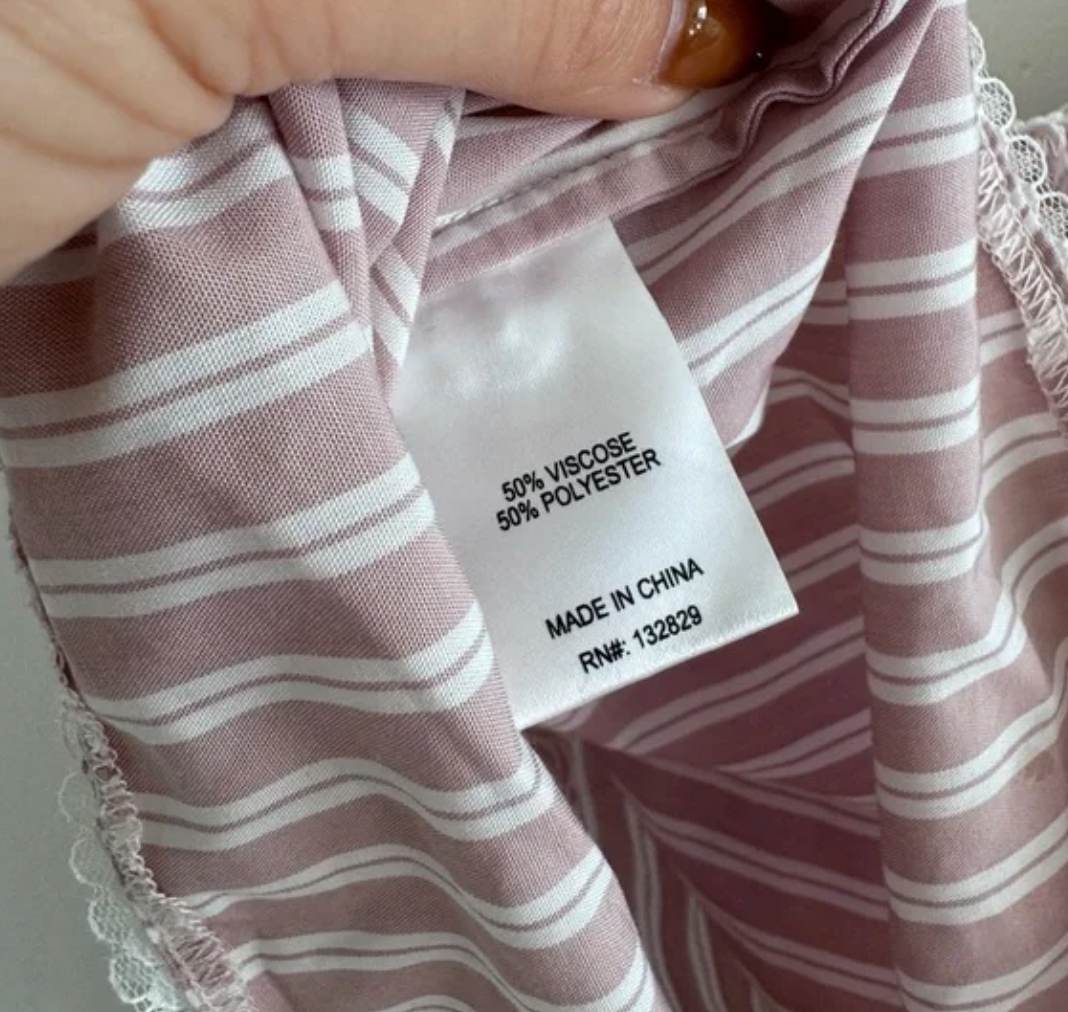 50% VISCOSE
50% POLYESTER
MADE IN CHINA
RN#: 132829